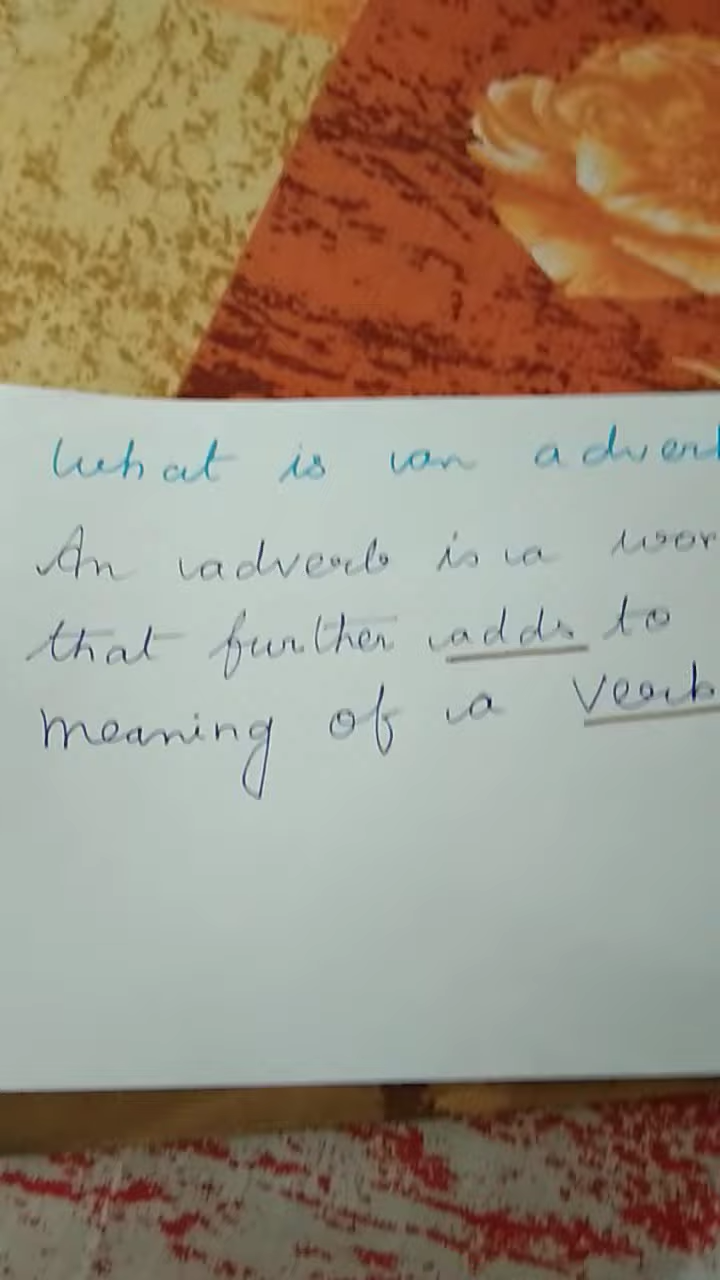 What is an adver
An adverb is a wor
that further adds to
meaning of a verb